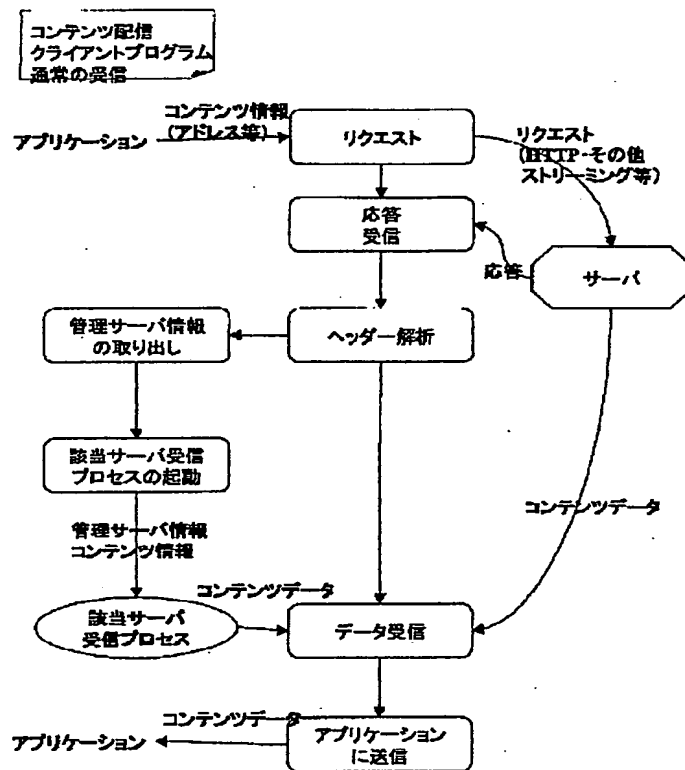 コンテンツ配信
クライアントプログラム
通常の受信
コンテンツ情報
(アドレス等)
アプリケーション
リクエスト
リクエスト
(HTTP・その他
ストリーミング等)
応答
受信
応答
サーバ
管理サーバ情報
の取り出し
ヘッダー解析
該当サーバ受信
プロセスの起動
管理サーバ情報
コンテンツ情報
コンテンツデータ
コンテンツデータ
該当サーバ
受信プロセス
データ受信
コンテンツデータ
アプリケーション
アプリケーション
に送信